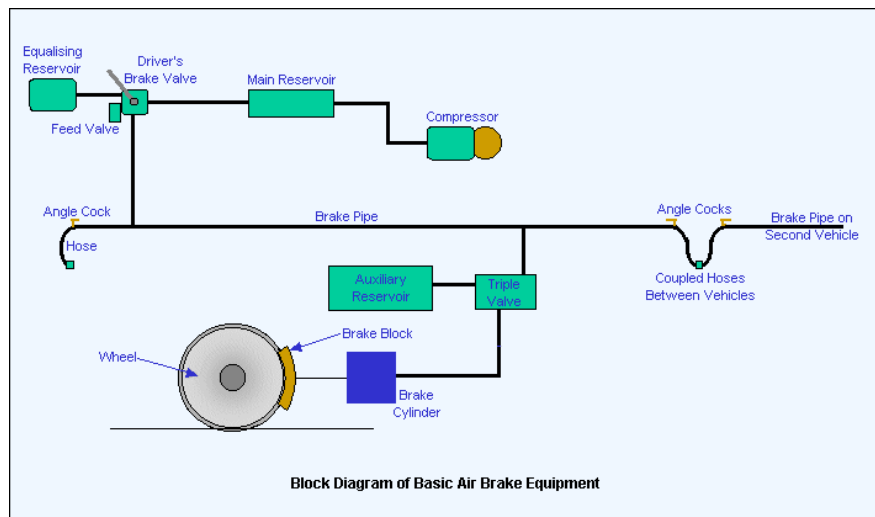 Equalising
Reservoir
Driver's
Brake Valve
Main Reservoir
Feed Valve
Compressor
Angle Cock
Hose
Brake Pipe
Angle Cocks
Brake Pipe on
Second Vehicle
Coupled Hoses
Between Vehicles
Auxiliary
Reservoir
Triple
Valve
Brake Block
Wheel
Brake
Cylinder
Block Diagram of Basic Air Brake Equipment